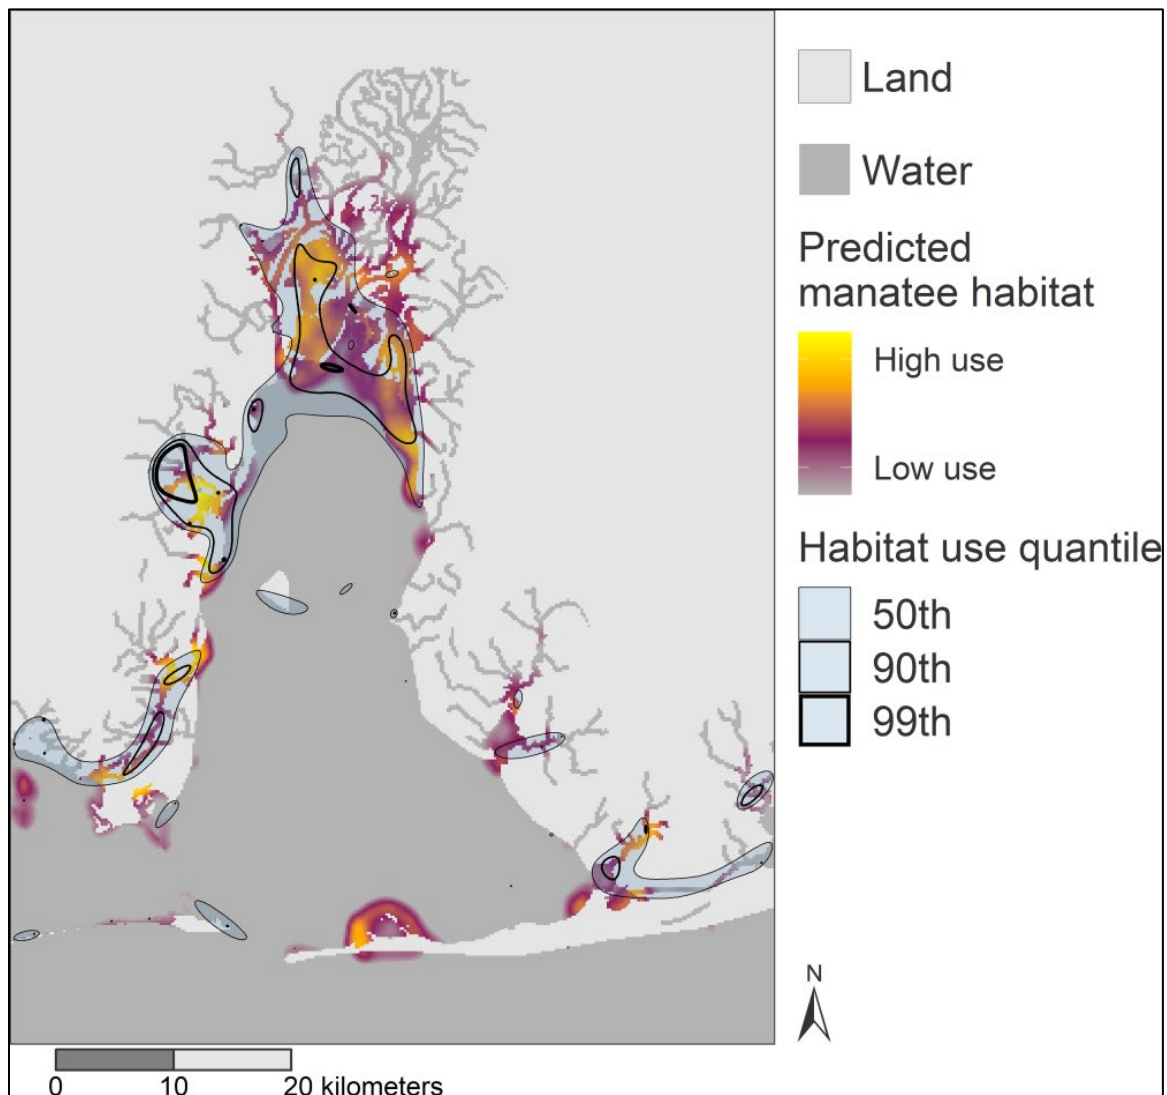 Land
Water
Predicted
manatee habitat
High use
Low use
Habitat use quantile
50th
90th
99th
N
0 10 20 kilometers